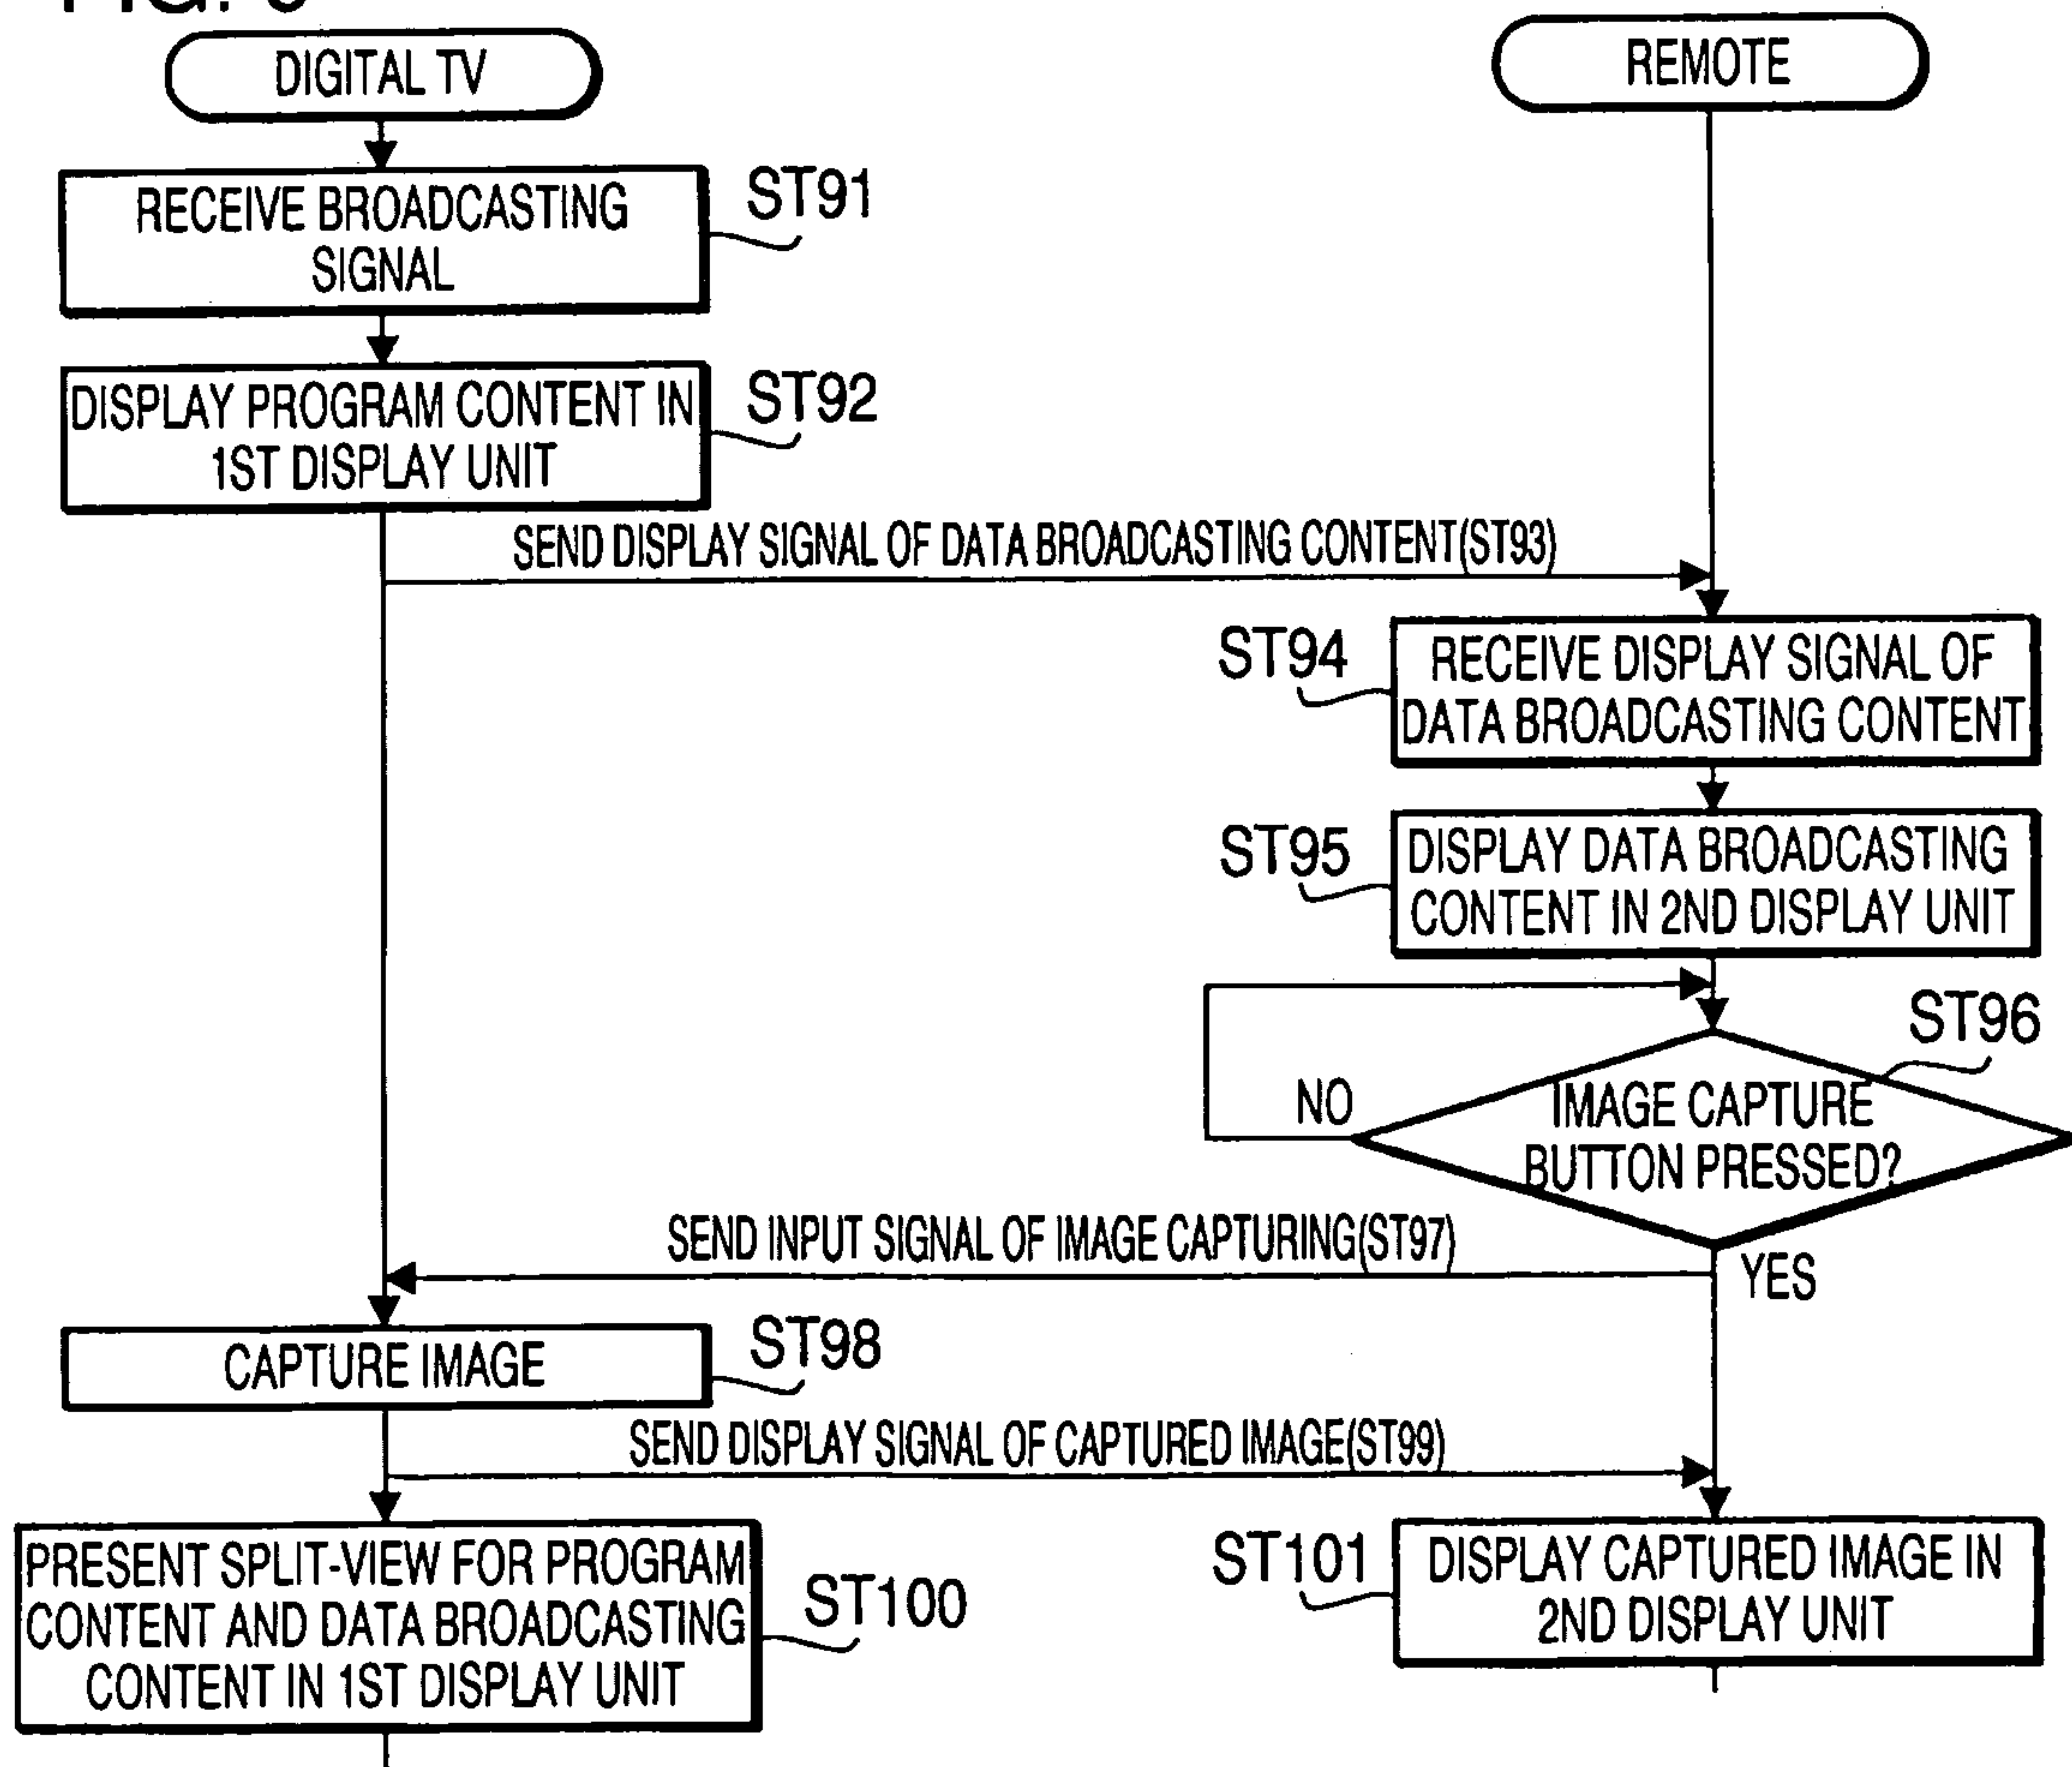 DIGITAL TV
REMOTE
RECEIVE BROADCASTING
SIGNAL
ST91
DISPLAY PROGRAM CONTENT IN
1ST DISPLAY UNIT
ST92
SEND DISPLAY SIGNAL OF DATA BROADCASTING CONTENT(ST93)
ST94
RECEIVE DISPLAY SIGNAL OF
DATA BROADCASTING CONTENT
ST95
DISPLAY DATA BROADCASTING
CONTENT IN 2ND DISPLAY UNIT
ST96
NO
IMAGE CAPTURE
BUTTON PRESSED?
SEND INPUT SIGNAL OF IMAGE CAPTURING(ST97)
YES
CAPTURE IMAGE
ST98
SEND DISPLAY SIGNAL OF CAPTURED IMAGE(ST99)
PRESENT SPLIT-VIEW FOR PROGRAM
CONTENT AND DATA BROADCASTING
CONTENT IN 1ST DISPLAY UNIT
ST100
ST101
DISPLAY CAPTURED IMAGE IN
2ND DISPLAY UNIT